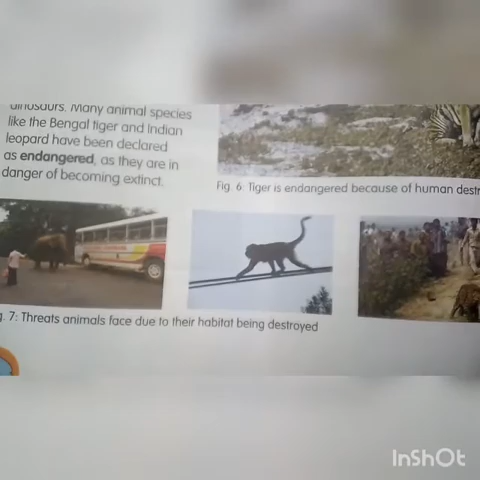 dinosaurs. Many animal species
like the Bengal tiger and Indian
leopard have been declared
as endangered, as they are in
danger of becoming extinct.
Fig. 6: Tiger is endangered because of human destr
g. 7: Threats animals face due to their habitat being destroyed
InShOt